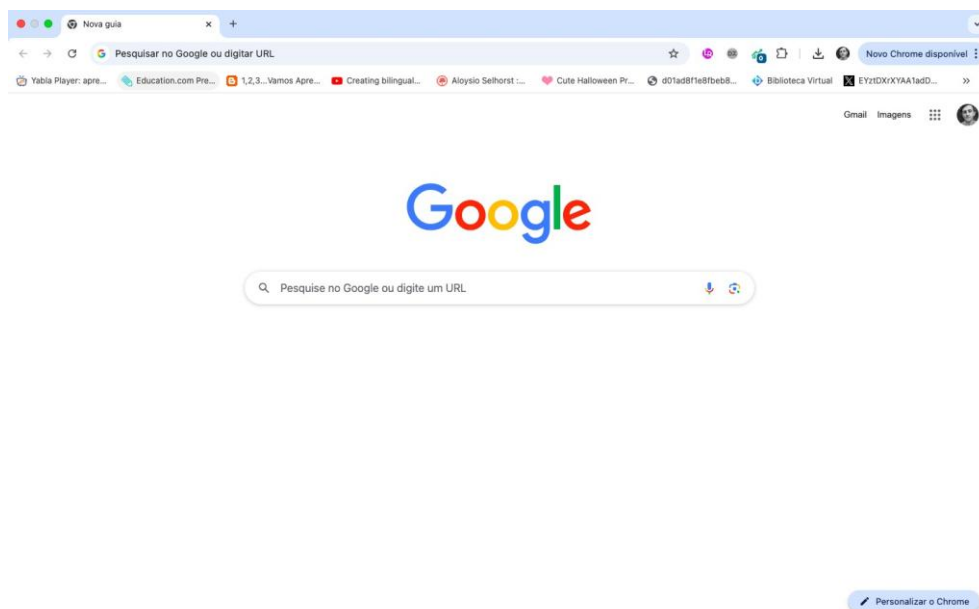 Nova guia
Pesquisar no Google ou digitar URL
Novo Chrome disponível
Yabla Player: apre... Education.com Pre... 1,2,3...Vamos Apre... Creating bilingual... Aloysio Selhorst :... Cute Halloween Pr... d01ad8f1e8fbeb8... Biblioteca Virtual EYztDXrXYAA1adD... »
Gmail Imagens
Google
Pesquise no Google ou digite um URL
Personalizar o Chrome